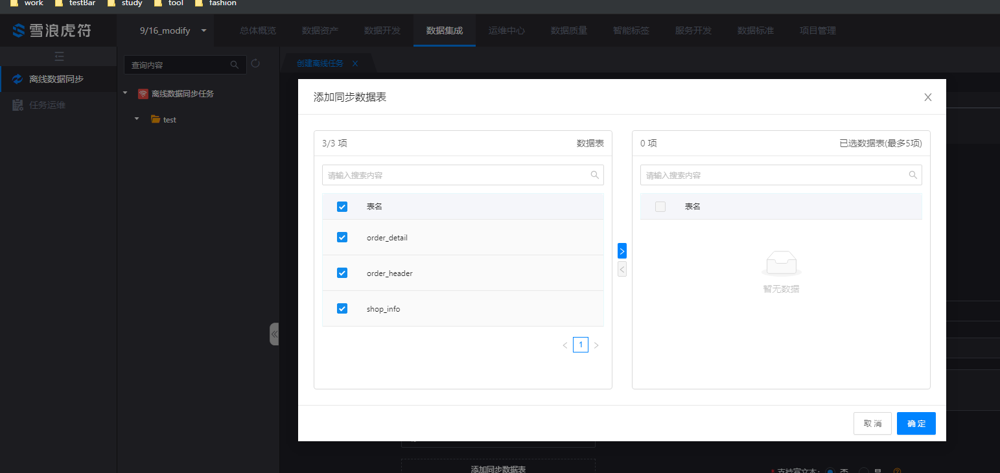 work testBar study tool fashion
雪浪虎符 9/16_modify 总体概览 数据资产 数据开发 数据集成 运维中心 数据质量 智能标签 服务开发 数据标准 项目管理
离线数据同步
任务运维
查询内容
离线数据同步任务
test
创建离线任务
添加同步数据表
3/3 项 数据表
请输入搜索内容
表名
order_detail
order_header
shop_info
1
0 项 已选数据表(最多5项)
请输入搜索内容
表名
暂无数据
取 消 确 定
添加同步数据表
* 支持富文本: 否 是